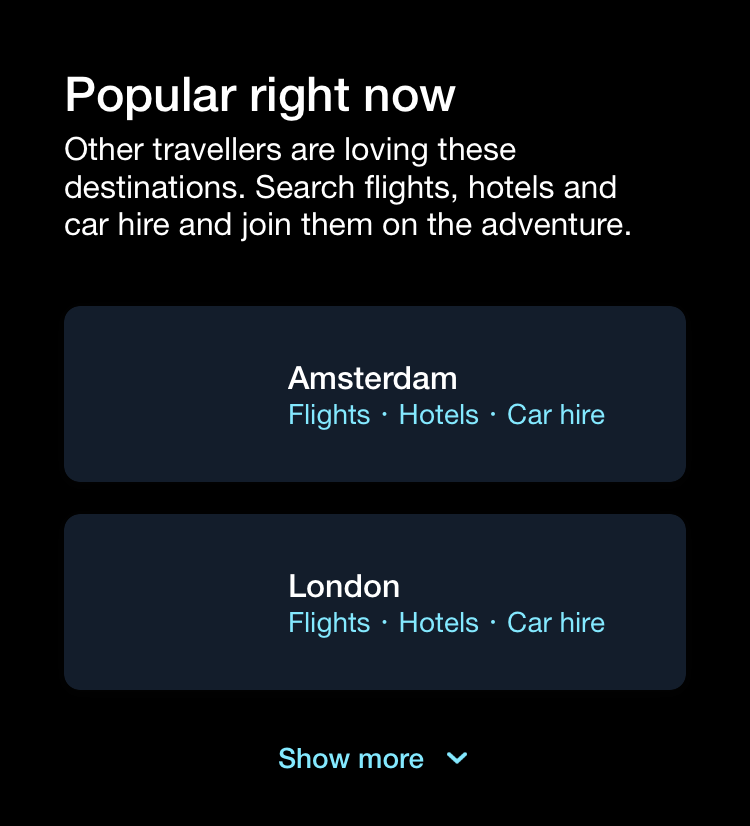 Popular right now
Other travellers are loving these
destinations. Search flights, hotels and
car hire and join them on the adventure.
Amsterdam
Flights · Hotels · Car hire
London
Flights · Hotels · Car hire
Show more